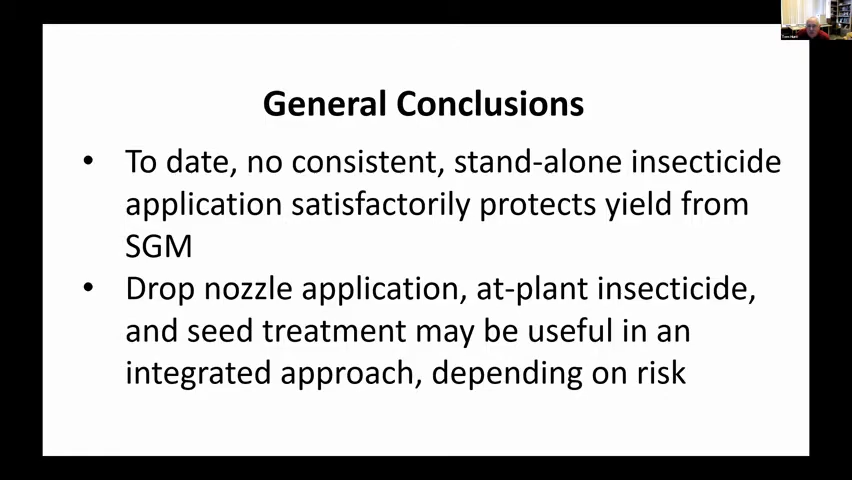 General Conclusions
• To date, no consistent, stand-alone insecticide
application satisfactorily protects yield from
SGM
• Drop nozzle application, at-plant insecticide,
and seed treatment may be useful in an
integrated approach, depending on risk